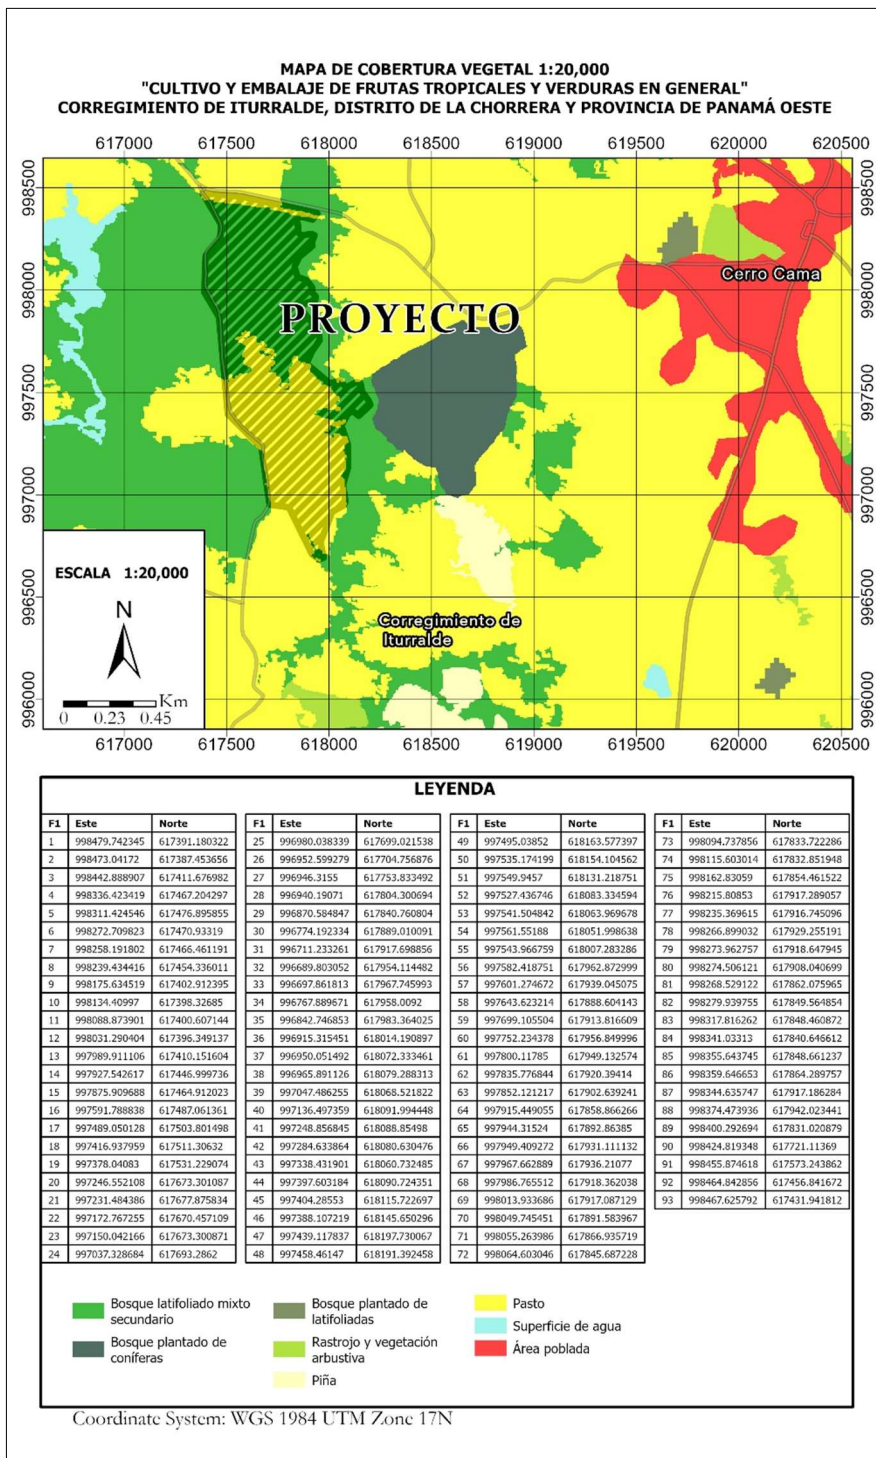 MAPA DE COBERTURA VEGETAL 1:20,000
"CULTIVO Y EMBALAJE DE FRUTAS TROPICALES Y VERDURAS EN GENERAL"
CORREGIMIENTO DE ITURRALDE, DISTRITO DE LA CHORRERA Y PROVINCIA DE PANAMÁ OESTE
617000 617500 618000 618500 619000 619500 620000 620500
998500 998500
998000 998000
Cerro Cama
PROYECTO
997500 997500
997000 997000
ESCALA 1:20,000
996500 996500
N
Corregimiento de
Iturralde
996000 996000
Km
0 0.23 0.45
617000 617500 618000 618500 619000 619500 620000 620500
LEYENDA
F1 Este Norte
1 998479.742345 617391.180322
2 998473.04172 617387.453656
3 998442.888907 617411.676982
4 998336.423419 617467.204297
5 998311.424546 617476.895855
6 998272.709823 617470.93319
7 998258.191802 617466.461191
8 998239.434416 617454.336011
9 998175.634519 617402.912395
10 998134.40997 617398.32685
11 998088.873901 617400.607144
12 998031.290404 617396.349137
13 997989.911106 617410.151604
14 997927.542617 617446.999736
15 997875.909688 617464.912023
16 997591.788838 617487.061361
17 997489.050128 617503.801498
18 997416.937959 617511.30632
19 997378.04083 617531.229074
20 997246.552108 617673.301087
21 997231.484386 617677.875834
22 997172.767255 617670.457109
23 997150.042166 617673.300871
24 997037.328684 617693.2862
F1 Este Norte
25 996980.038339 617699.021538
26 996952.599279 617704.756876
27 996946.3155 617753.833492
28 996940.19071 617804.300694
29 996870.584847 617840.760804
30 996774.192334 617889.010091
31 996711.233261 617917.698856
32 996689.803052 617954.114482
33 996697.861813 617967.745993
34 996767.889671 617958.0092
35 996842.746853 617983.364025
36 996915.315451 618014.190897
37 996950.051492 618072.333461
38 996965.891126 618079.288313
39 997047.486255 618068.521822
40 997136.497359 618091.994448
41 997248.856845 618088.85498
42 997284.633864 618080.630476
43 997338.431901 618060.732485
44 997397.603184 618090.724351
45 997404.28553 618115.722697
46 997388.107219 618145.650296
47 997439.117837 618197.730067
48 997458.46147 618191.392458
F1 Este Norte
49 997495.03852 618163.577397
50 997535.174199 618154.104562
51 997549.9457 618131.218751
52 997527.436746 618083.334594
53 997541.504842 618063.969678
54 997561.55188 618051.998638
55 997543.966759 618007.283286
56 997582.418751 617962.872999
57 997601.274672 617939.045075
58 997643.623214 617888.604143
59 997699.105504 617913.816609
60 997752.234378 617956.849996
61 997800.11785 617949.132574
62 997835.776844 617920.39414
63 997852.121217 617902.639241
64 997915.449055 617858.866266
65 997944.31524 617892.86385
66 997949.409272 617931.111132
67 997967.662889 617936.21077
68 997986.765512 617918.362038
69 998013.933686 617917.087129
70 998049.745451 617891.583967
71 998055.263986 617866.935719
72 998064.603046 617845.687228
F1 Este Norte
73 998094.737856 617833.722286
74 998115.603014 617832.851948
75 998162.83059 617854.461522
76 998215.80853 617917.289057
77 998235.369615 617916.745096
78 998266.899032 617929.255191
79 998273.962757 617918.647945
80 998274.506121 617908.040699
81 998268.529122 617862.075965
82 998279.939755 617849.564854
83 998317.816262 617848.460872
84 998341.03313 617840.646612
85 998355.643745 617848.661237
86 998359.646653 617864.289757
87 998344.635747 617917.186284
88 998374.473936 617942.023441
89 998400.292694 617831.020879
90 998424.819348 617721.11369
91 998455.874618 617573.243862
92 998464.842856 617456.841672
93 998467.625792 617431.941812
Bosque latifoliado mixto
secundario
Bosque plantado de
coníferas
Bosque plantado de
latifoliadas
Rastrojo y vegetación
arbustiva
Piña
Pasto
Superficie de agua
Área poblada
Coordinate System: WGS 1984 UTM Zone 17N